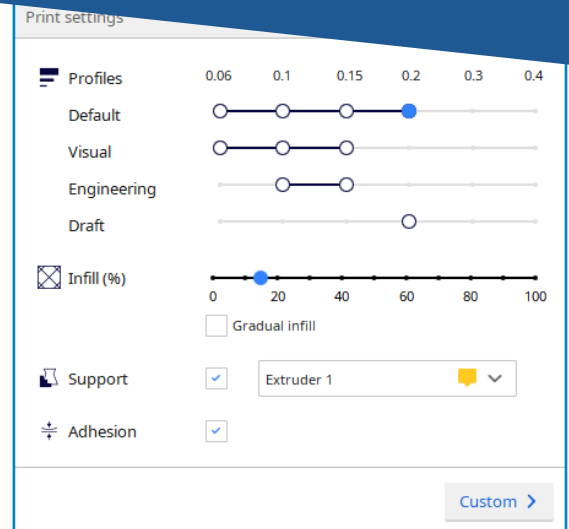 Print settings
Profiles 0.06 0.1 0.15 0.2 0.3 0.4
Default
Visual
Engineering
Draft
Infill (%)
0 20 40 60 80 100
Gradual infill
Support Extruder 1
Adhesion
Custom